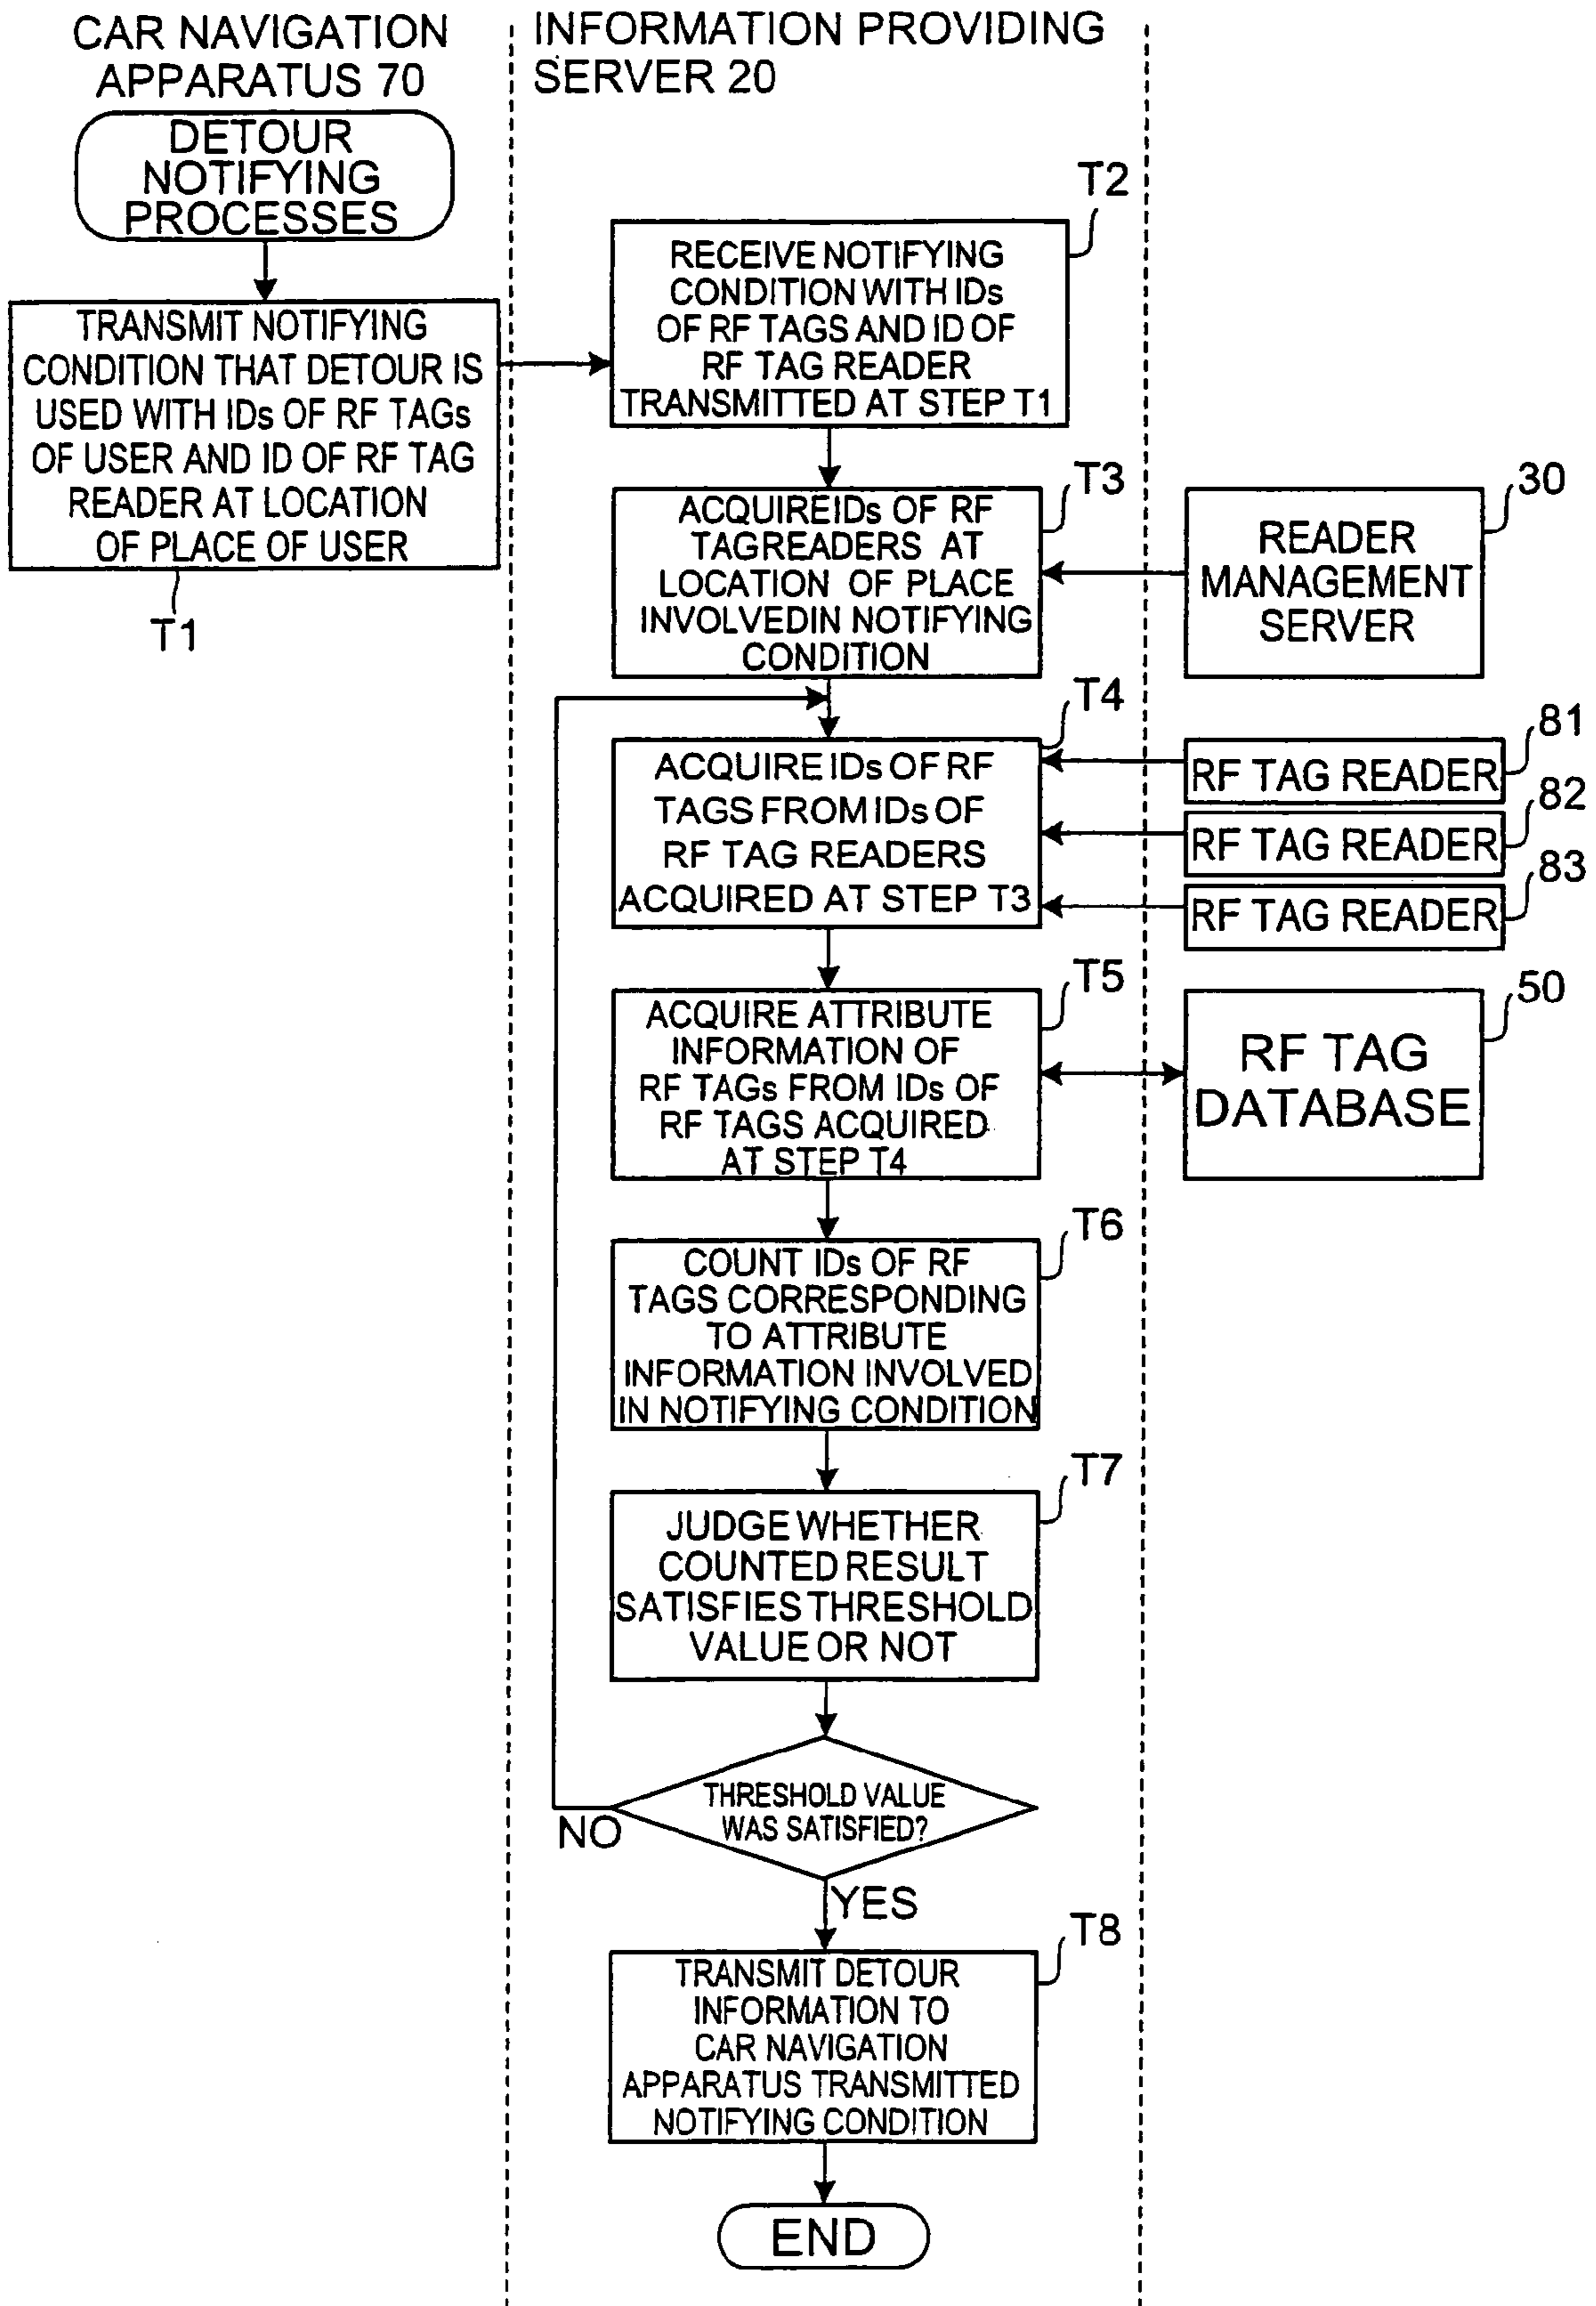 CAR NAVIGATION
APPARATUS 70
INFORMATION PROVIDING
SERVER 20
DETOUR
NOTIFYING
PROCESSES
TRANSMIT NOTIFYING
CONDITION THAT DETOUR IS
USED WITH IDs OF RF TAGs
OF USER AND ID OF RF TAG
READER AT LOCATION
OF PLACE OF USER
T1
T2
RECEIVE NOTIFYING
CONDITION WITH IDs
OF RF TAGS AND ID OF
RF TAG READER
TRANSMITTED AT STEP T1
T3
ACQUIRE IDs OF RF
TAG READERS AT
LOCATION OF PLACE
INVOLVED IN NOTIFYING
CONDITION
30
READER
MANAGEMENT
SERVER
T4
ACQUIRE IDs OF RF
TAGS FROM IDs OF
RF TAG READERS
ACQUIRED AT STEP T3
81
RF TAG READER
82
RF TAG READER
83
RF TAG READER
T5
ACQUIRE ATTRIBUTE
INFORMATION OF
RF TAGs FROM IDs OF
RF TAGS ACQUIRED
AT STEP T4
50
RF TAG
DATABASE
T6
COUNT IDs OF RF
TAGS CORRESPONDING
TO ATTRIBUTE
INFORMATION INVOLVED
IN NOTIFYING CONDITION
T7
JUDGE WHETHER
COUNTED RESULT
SATISFIES THRESHOLD
VALUE OR NOT
THRESHOLD VALUE
WAS SATISFIED?
NO
YES
T8
TRANSMIT DETOUR
INFORMATION TO
CAR NAVIGATION
APPARATUS TRANSMITTED
NOTIFYING CONDITION
END